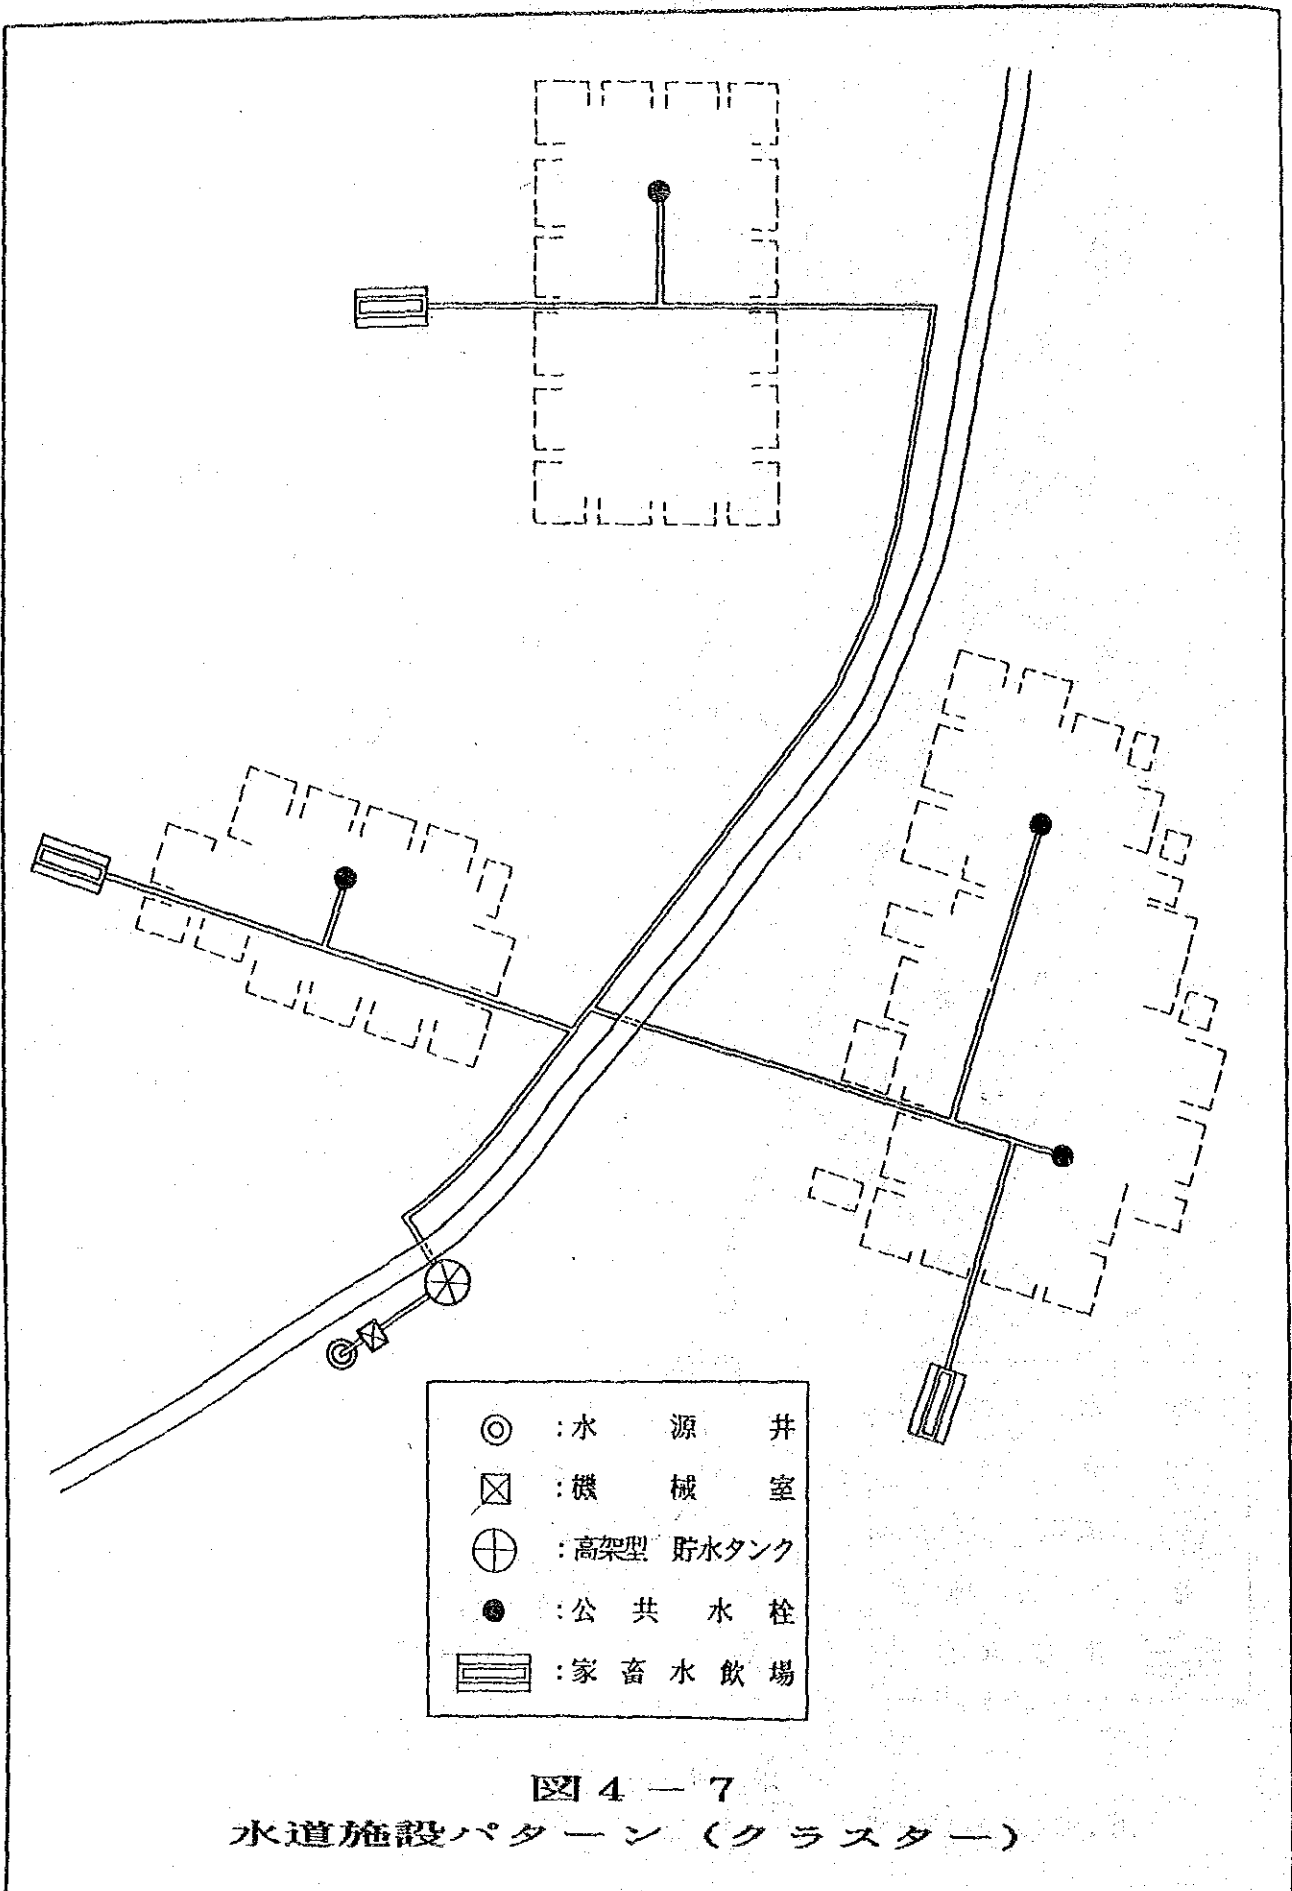 :水源井
:機械室
:高架型 貯水タンク
:公共水栓
:家畜水飲場
図4-7
水道施設パターン(クラスター)